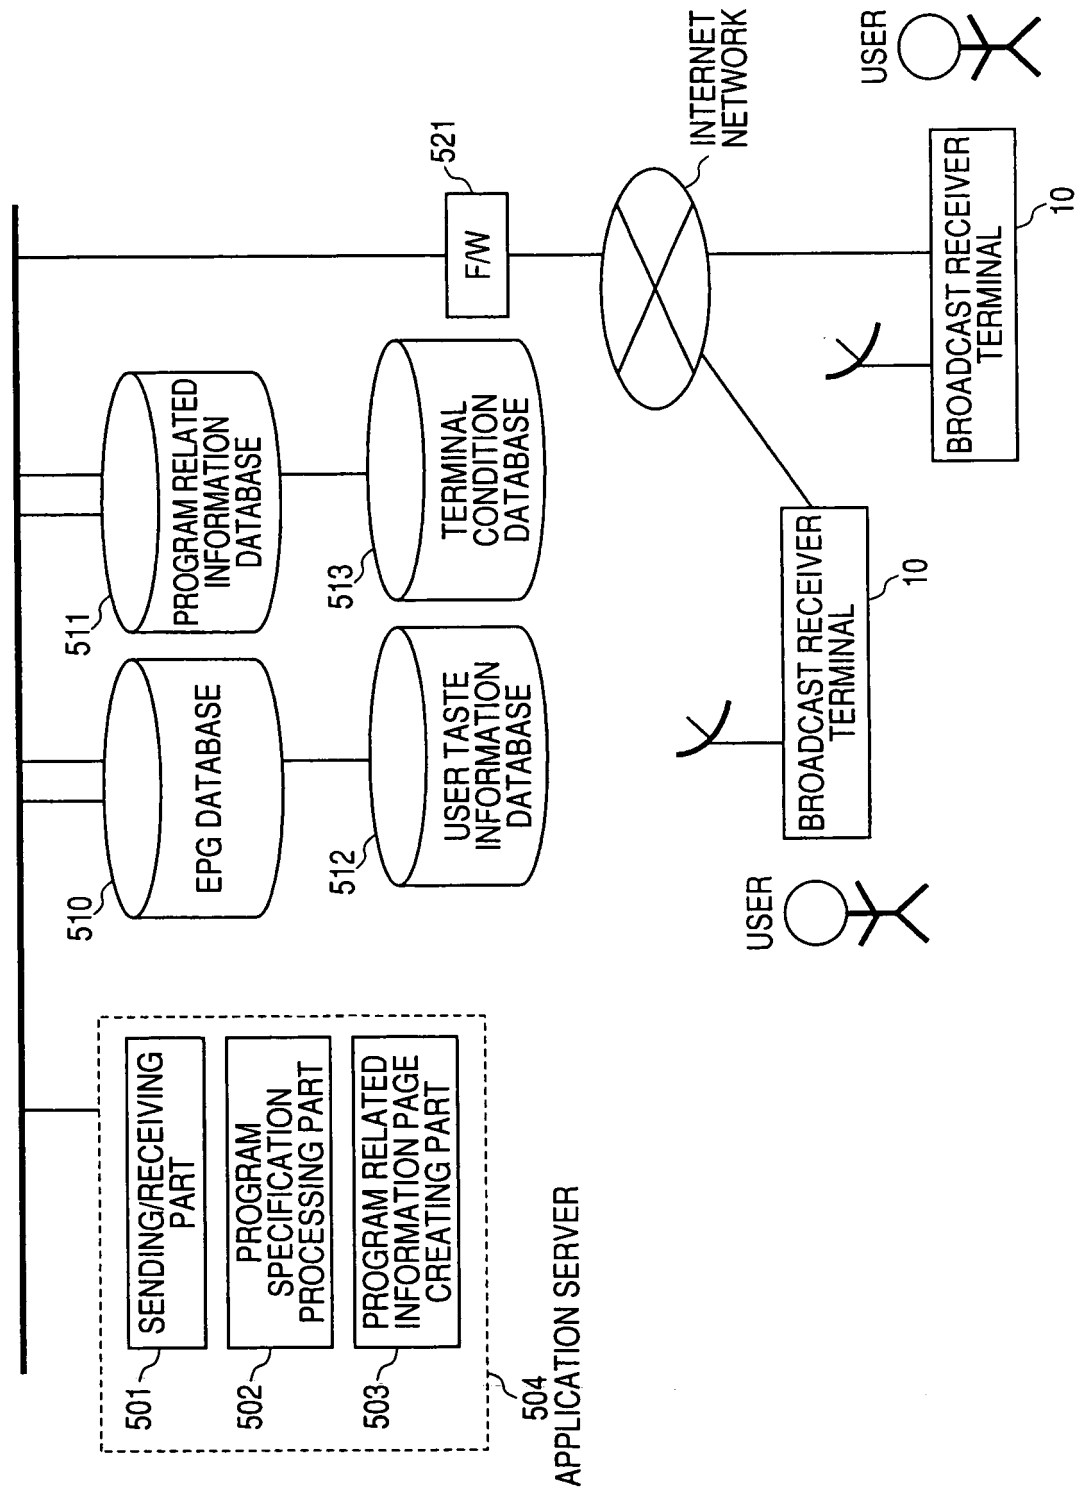 501
SENDING/RECEIVING
PART
502
PROGRAM
SPECIFICATION
PROCESSING PART
503
PROGRAM RELATED
INFORMATION PAGE
CREATING PART
504
APPLICATION SERVER
510
EPG DATABASE
511
PROGRAM RELATED
INFORMATION
DATABASE
512
USER TASTE
INFORMATION
DATABASE
513
TERMINAL
CONDITION
DATABASE
521
F/W
INTERNET
NETWORK
USER
BROADCAST RECEIVER
TERMINAL
10
USER
BROADCAST RECEIVER
TERMINAL
10